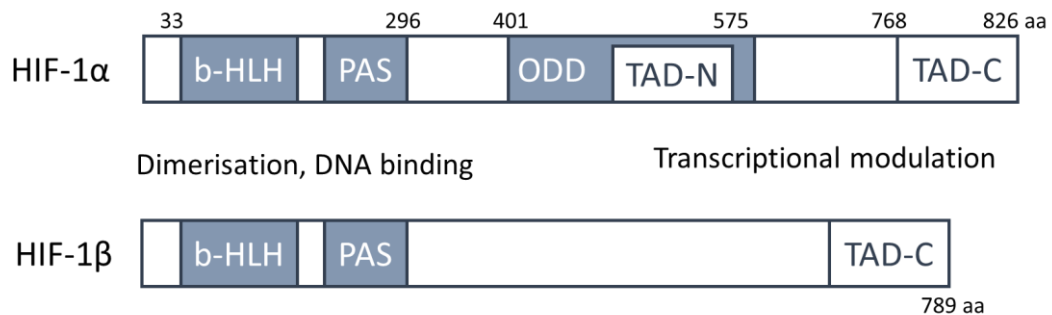 33 296 401 575 768 826 aa
HIF-1α b-HLH PAS ODD TAD-N TAD-C
Dimerisation, DNA binding Transcriptional modulation
HIF-1β b-HLH PAS TAD-C
789 aa